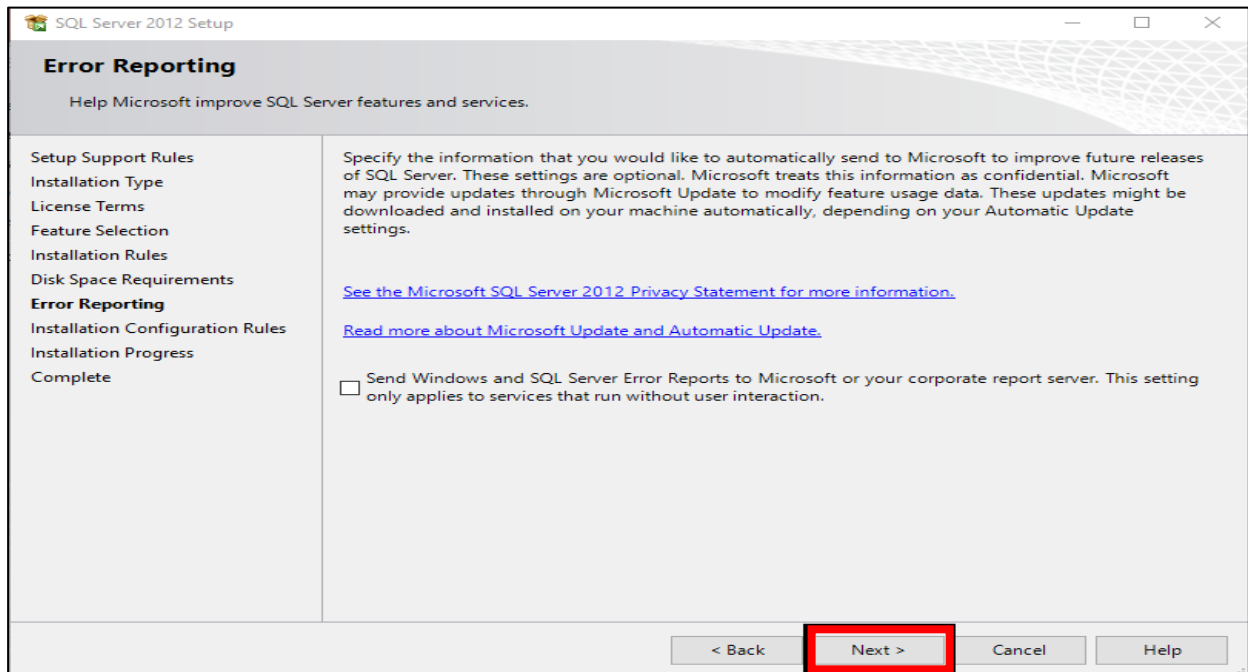 SQL Server 2012 Setup
Error Reporting
Help Microsoft improve SQL Server features and services.
Setup Support Rules
Installation Type
License Terms
Feature Selection
Installation Rules
Disk Space Requirements
Error Reporting
Installation Configuration Rules
Installation Progress
Complete
Specify the information that you would like to automatically send to Microsoft to improve future releases
of SQL Server. These settings are optional. Microsoft treats this information as confidential. Microsoft
may provide updates through Microsoft Update to modify feature usage data. These updates might be
downloaded and installed on your machine automatically, depending on your Automatic Update
settings.
See the Microsoft SQL Server 2012 Privacy Statement for more information.
Read more about Microsoft Update and Automatic Update.
Send Windows and SQL Server Error Reports to Microsoft or your corporate report server. This setting
only applies to services that run without user interaction.
< Back Next > Cancel Help